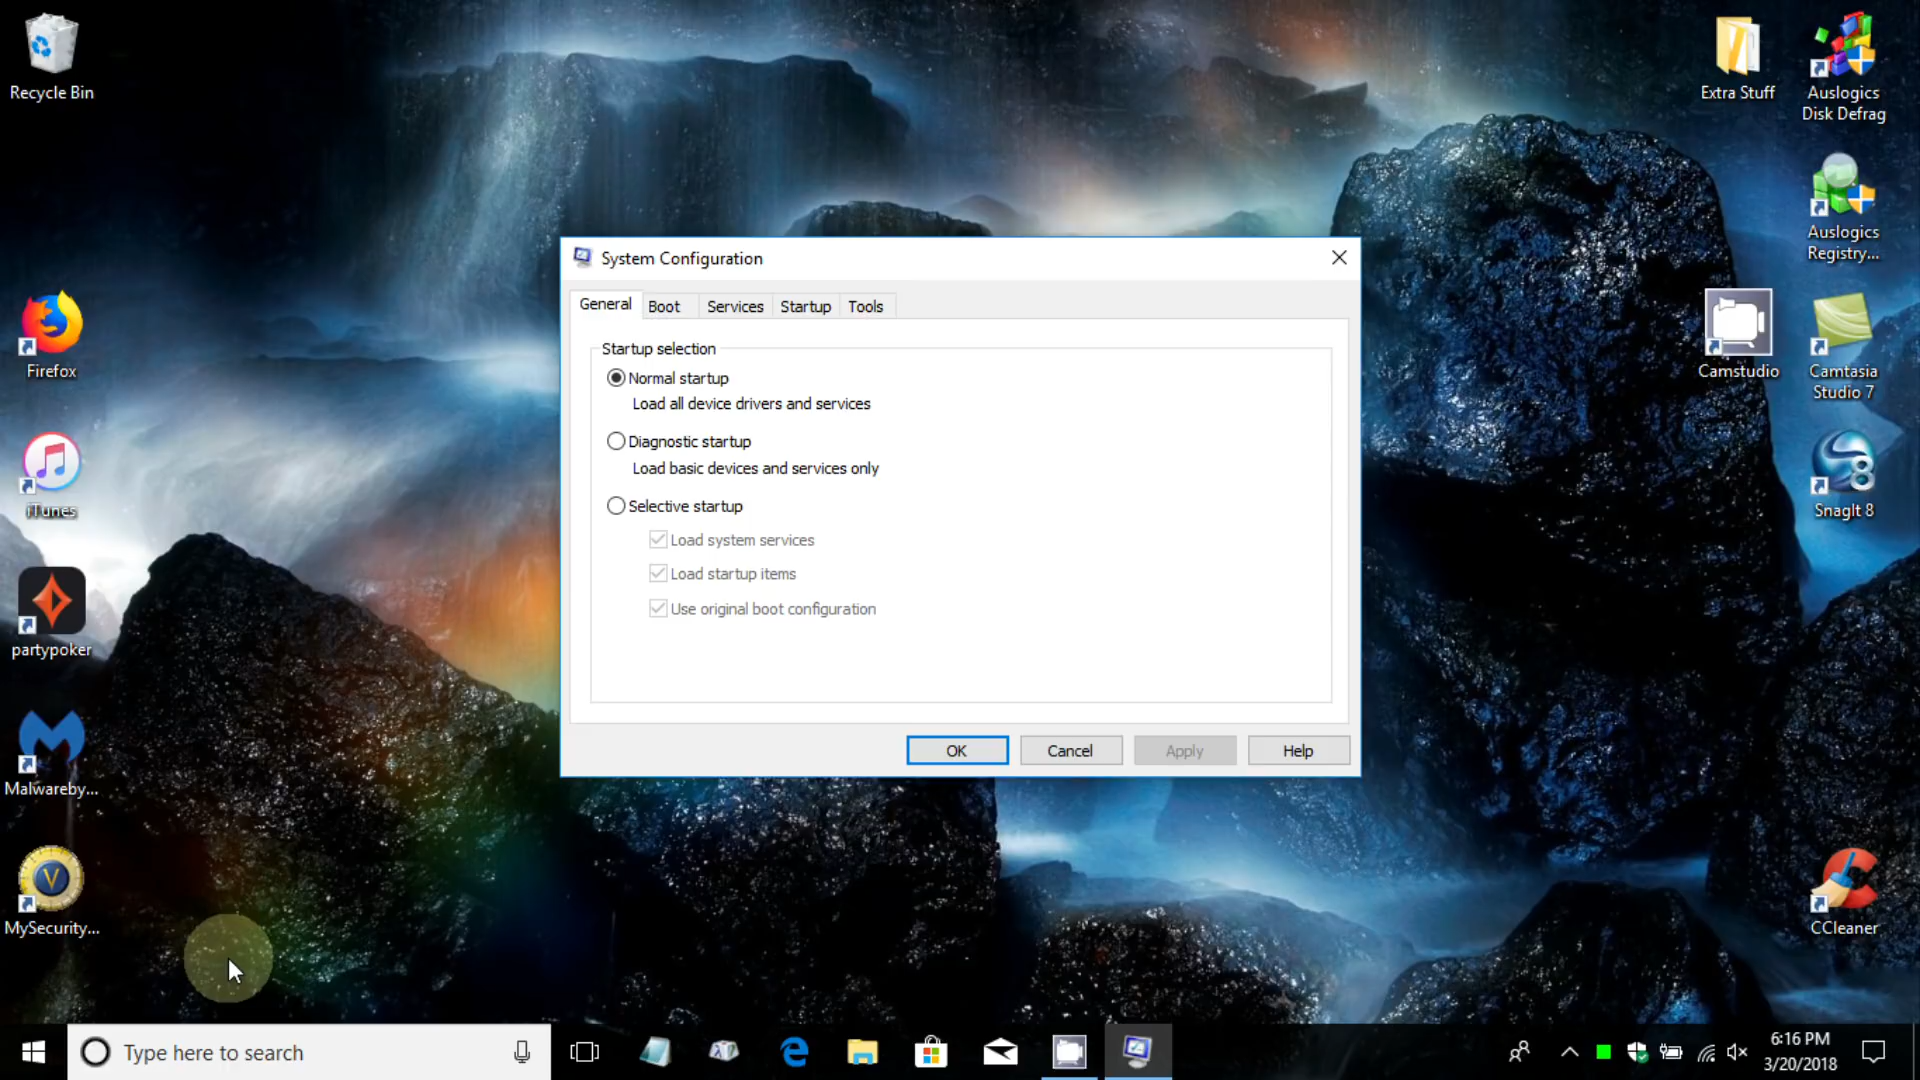 Recycle Bin
Extra Stuff
Auslogics
Disk Defrag
Auslogics
Registry...
Firefox
Camstudio
Camtasia
Studio 7
iTunes
SnagIt 8
partypoker
Malwareby...
MySecurity...
CCleaner
System Configuration
General
Boot
Services
Startup
Tools
Startup selection
Normal startup
Load all device drivers and services
Diagnostic startup
Load basic devices and services only
Selective startup
Load system services
Load startup items
Use original boot configuration
OK
Cancel
Apply
Help
Type here to search
6:16 PM
3/20/2018